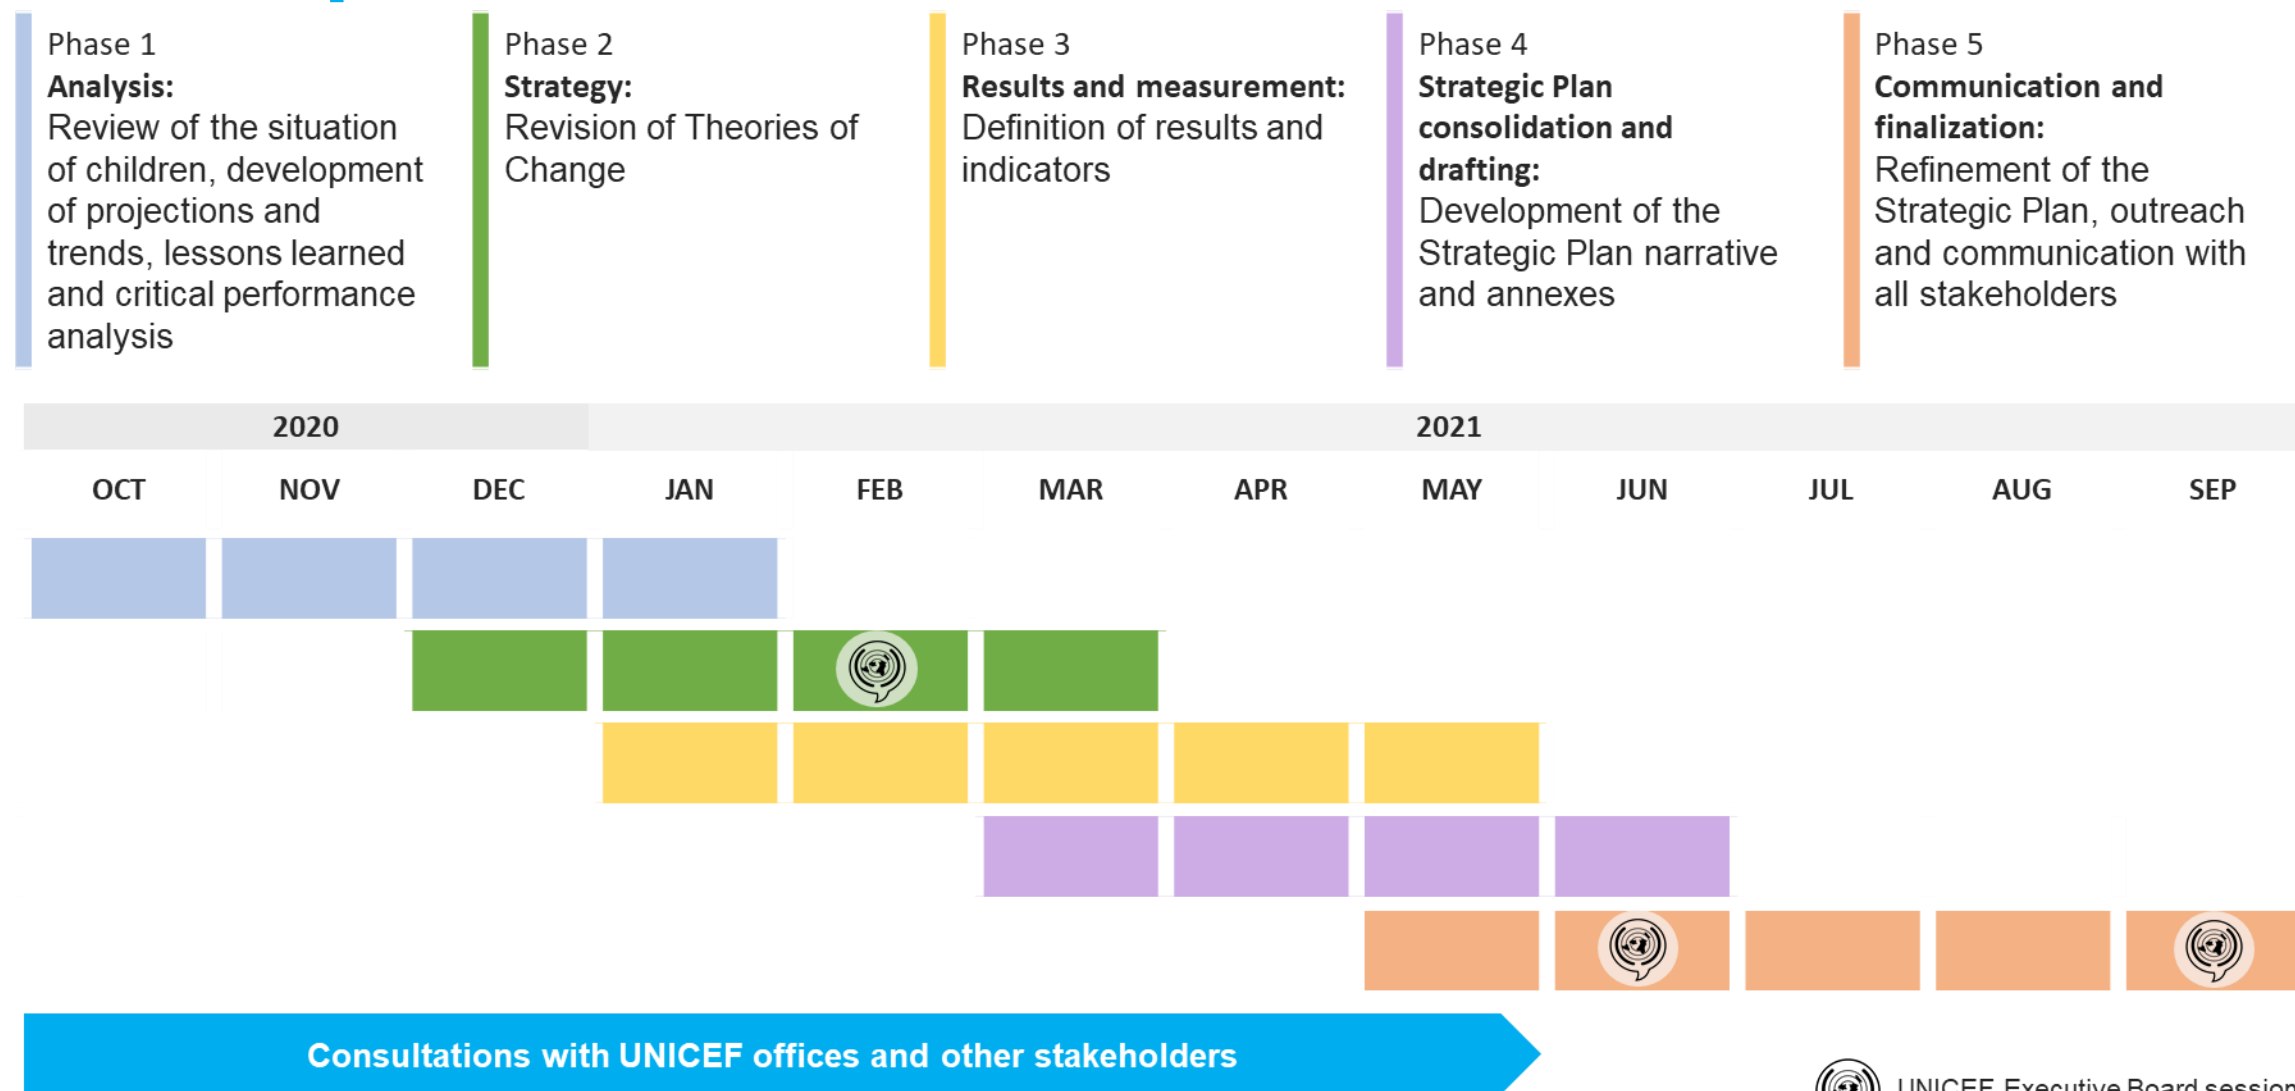 Phase 1
Analysis:
Review of the situation
of children, development
of projections and
trends, lessons learned
and critical performance
analysis
Phase 2
Strategy:
Revision of Theories of
Change
Phase 3
Results and measurement:
Definition of results and
indicators
Phase 4
Strategic Plan
consolidation and
drafting:
Development of the
Strategic Plan narrative
and annexes
Phase 5
Communication and
finalization:
Refinement of the
Strategic Plan, outreach
and communication with
all stakeholders
2020 2021
OCT NOV DEC JAN FEB MAR APR MAY JUN JUL AUG SEP
Consultations with UNICEF offices and other stakeholders
UNICEF Executive Board session